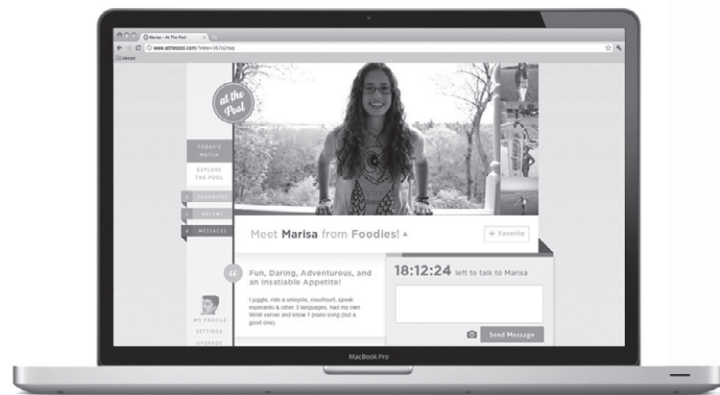 Marisa - At The Pool
www.atthepool.com/?view=36762nap
at the
Pool
TODAY'S
MATCH
EXPLORE
THE POOL
FAVORITES
RECENT
MESSAGES
Meet Marisa from Foodies!
+ Favorite
“
Fun, Daring, Adventurous, and
an Insatiable Appetite!
I juggle, ride a unicycle, couchsurf, speak
esperanto & other 3 languages, had my own
WoW server and know 1 piano song (but a
good one).
18:12:24 left to talk to Marisa
Send Message
MY PROFILE
SETTINGS
UPGRADE
MacBook Pro